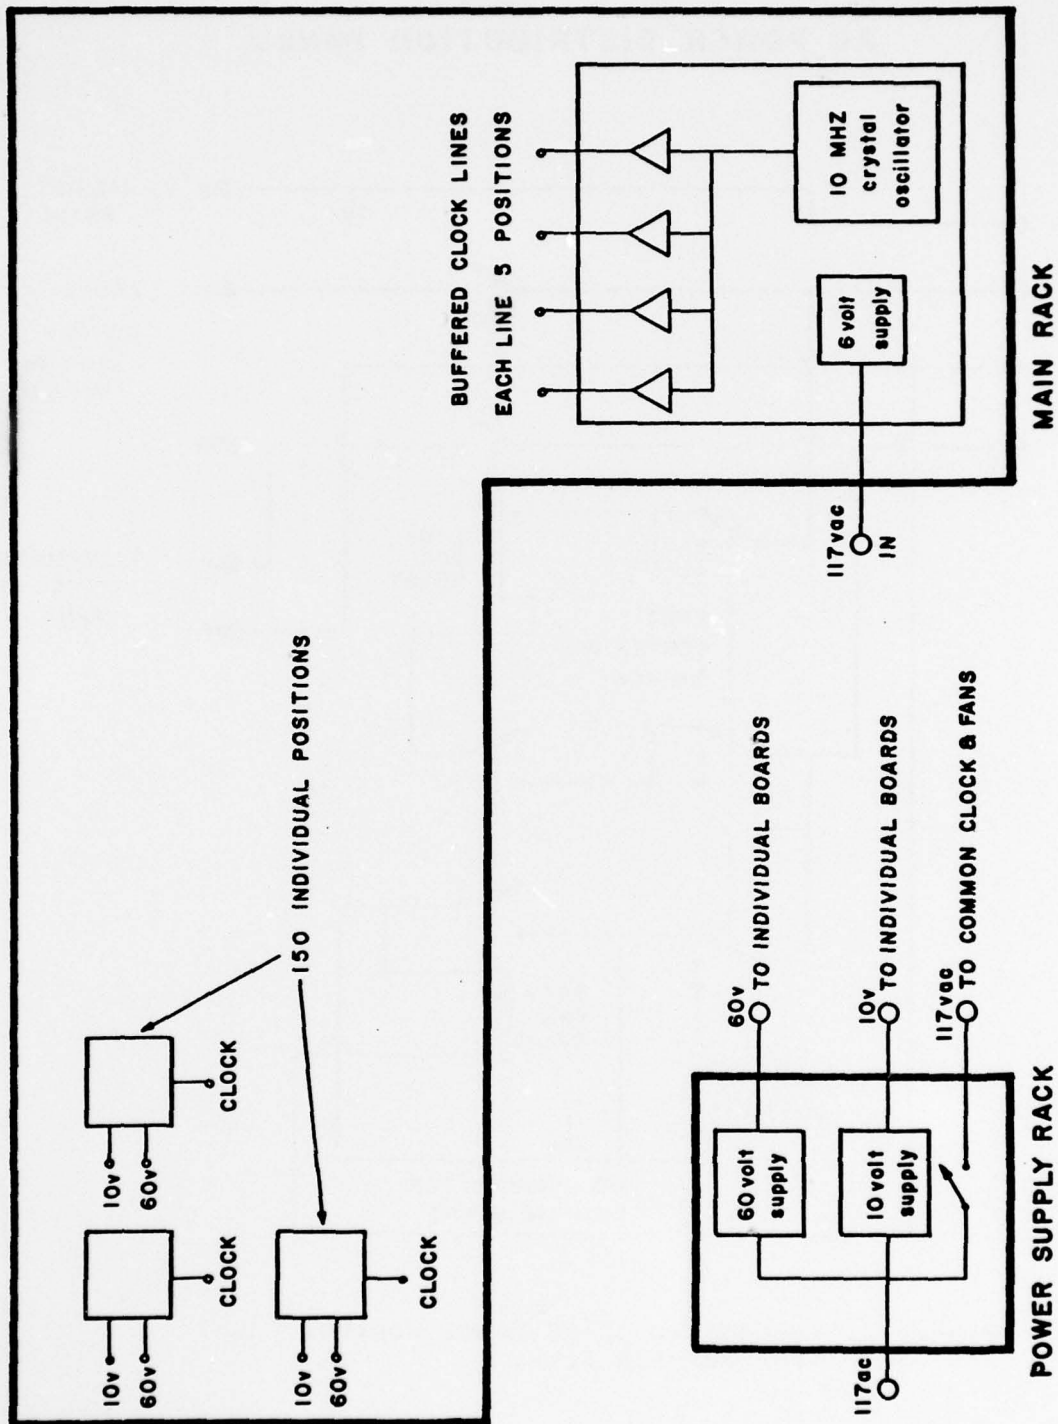 10v
60v
CLOCK
10v
60v
CLOCK
10v
60v
CLOCK
150 INDIVIDUAL POSITIONS
BUFFERED CLOCK LINES
EACH LINE 5 POSITIONS
10 MHZ
crystal
oscillator
6 volt
supply
117vac
IN
MAIN RACK
60v
TO INDIVIDUAL BOARDS
10v
TO INDIVIDUAL BOARDS
117vac
TO COMMON CLOCK & FANS
60 volt
supply
10 volt
supply
117ac
POWER SUPPLY RACK